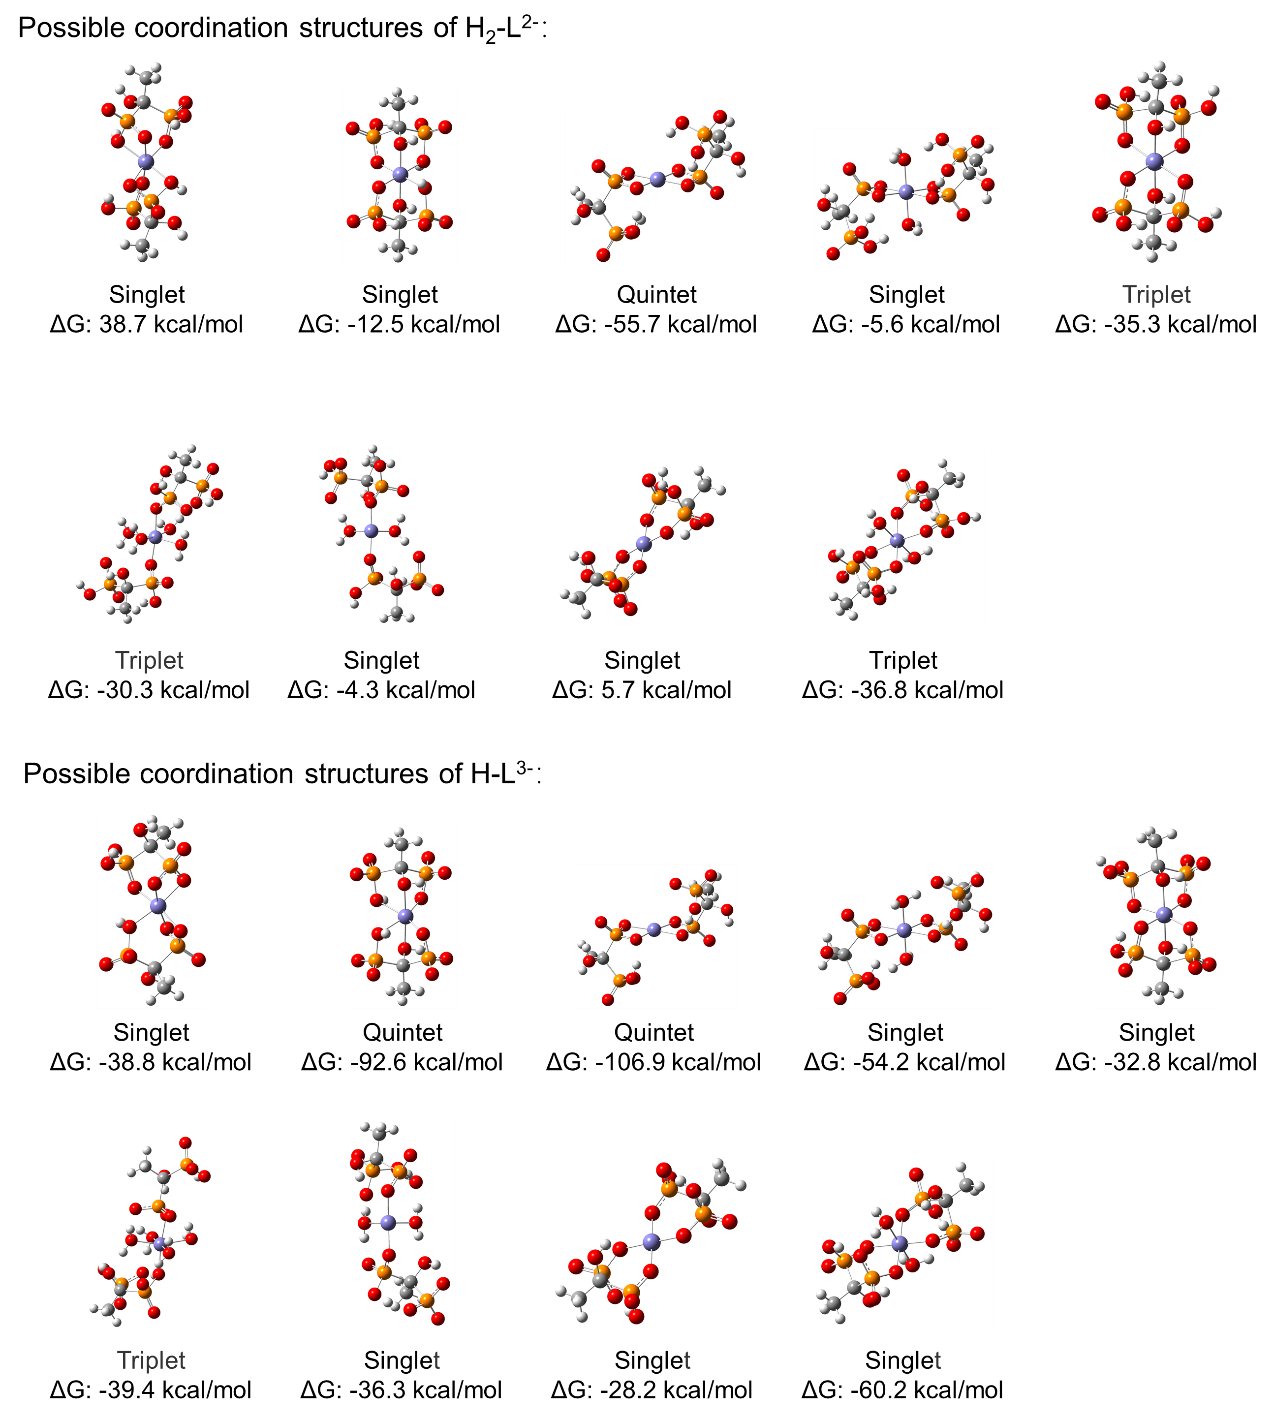 Possible coordination structures of H₂-L²⁻:
Singlet
ΔG: 38.7 kcal/mol
Singlet
ΔG: -12.5 kcal/mol
Quintet
ΔG: -55.7 kcal/mol
Singlet
ΔG: -5.6 kcal/mol
Triplet
ΔG: -35.3 kcal/mol
Triplet
ΔG: -30.3 kcal/mol
Singlet
ΔG: -4.3 kcal/mol
Singlet
ΔG: 5.7 kcal/mol
Triplet
ΔG: -36.8 kcal/mol
Possible coordination structures of H-L³⁻:
Singlet
ΔG: -38.8 kcal/mol
Quintet
ΔG: -92.6 kcal/mol
Quintet
ΔG: -106.9 kcal/mol
Singlet
ΔG: -54.2 kcal/mol
Singlet
ΔG: -32.8 kcal/mol
Triplet
ΔG: -39.4 kcal/mol
Singlet
ΔG: -36.3 kcal/mol
Singlet
ΔG: -28.2 kcal/mol
Singlet
ΔG: -60.2 kcal/mol